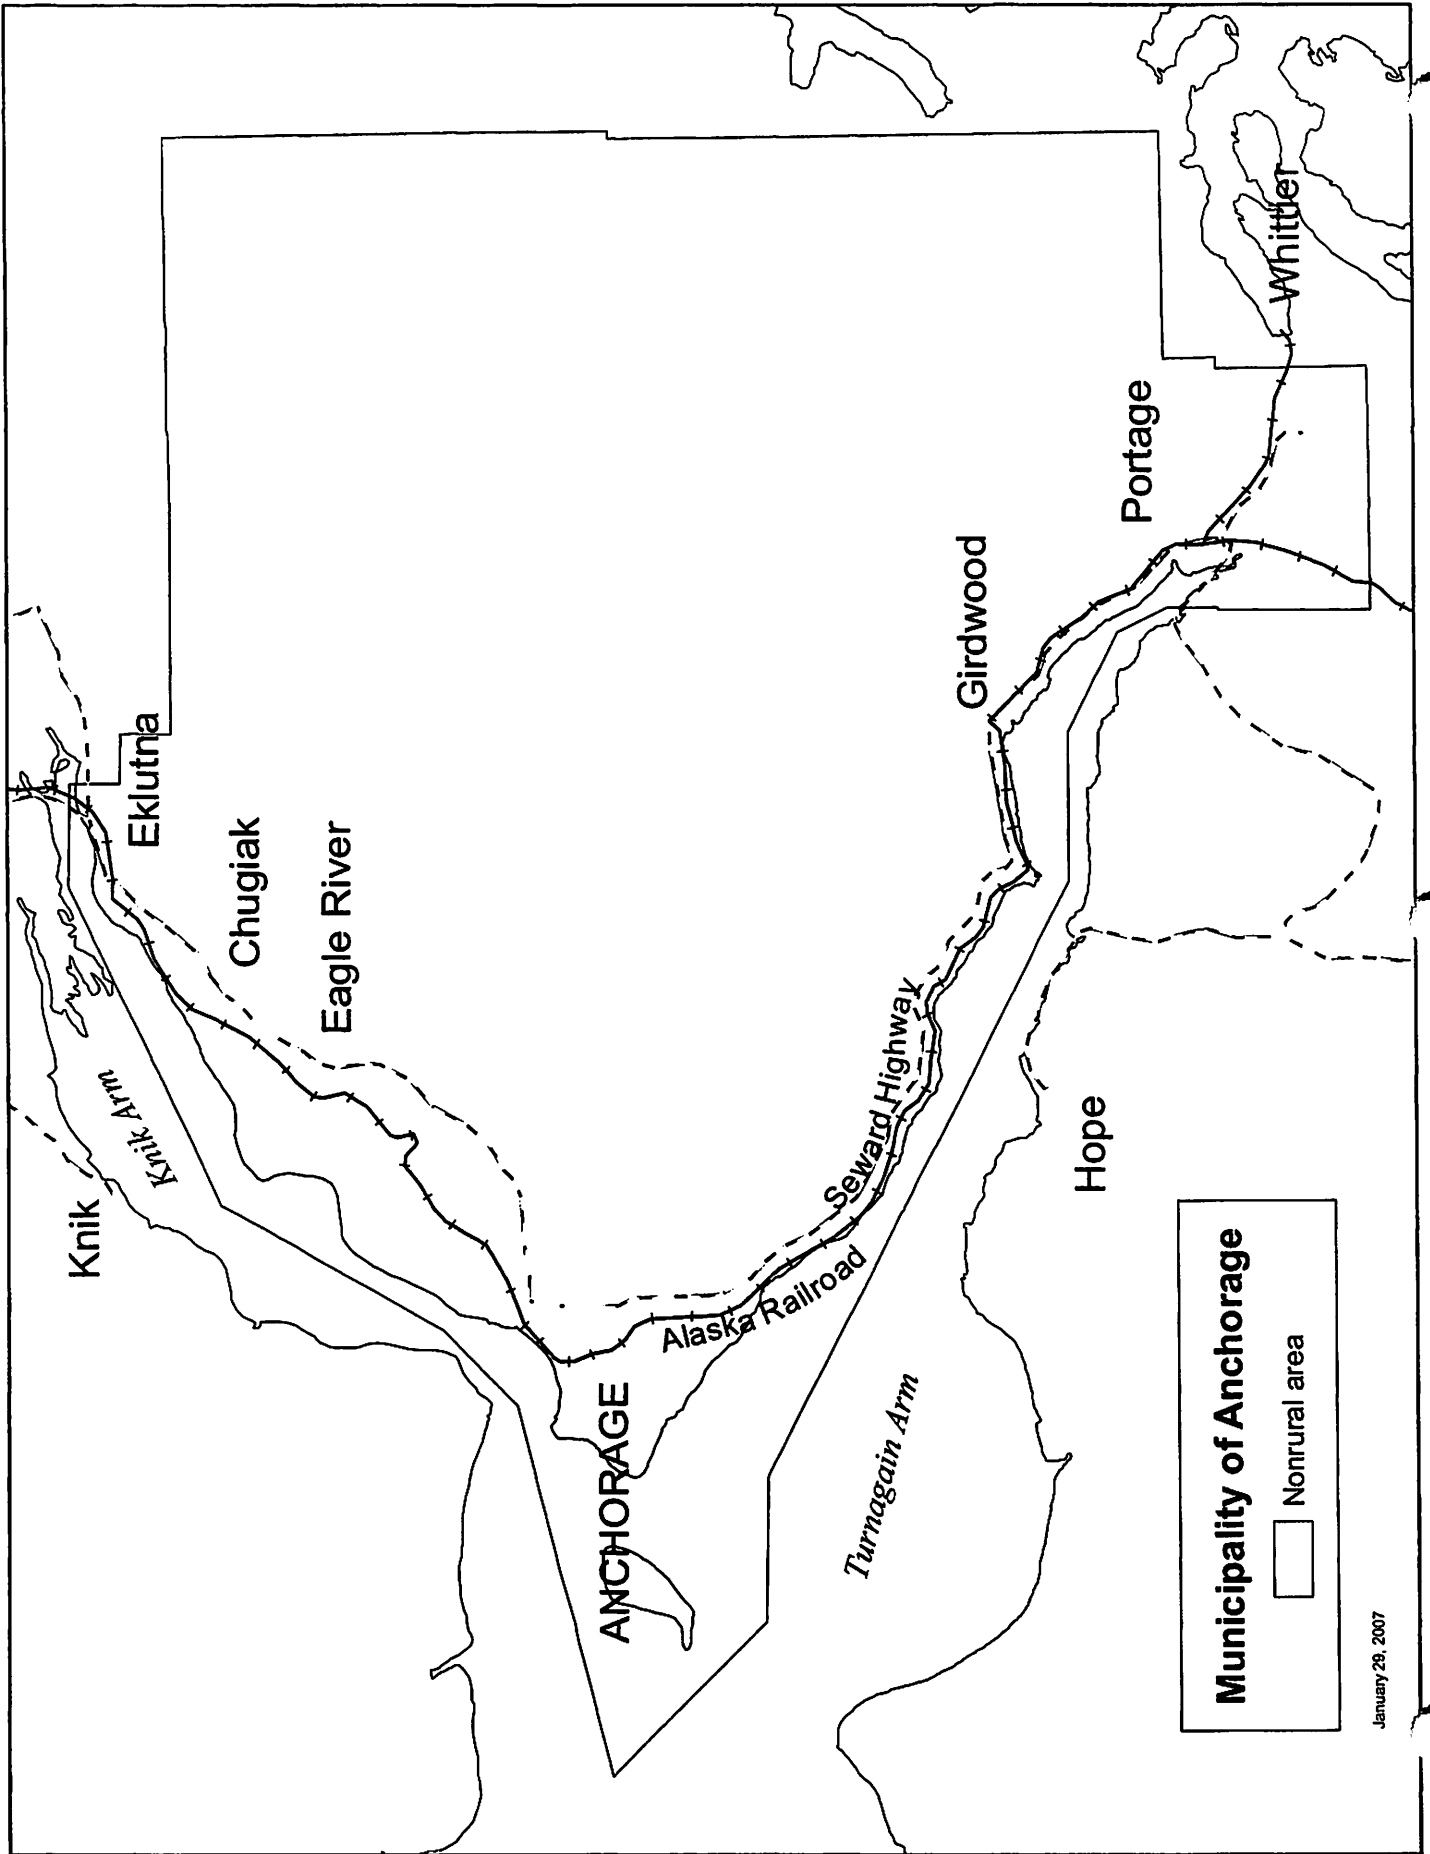 Knik
Knik Arm
Eklutna
Chugiak
Eagle River
ANCHORAGE
Alaska Railroad
Seward Highway
Turnagain Arm
Girdwood
Portage
Whittier
Hope
Municipality of Anchorage
Nonrural area
January 29, 2007